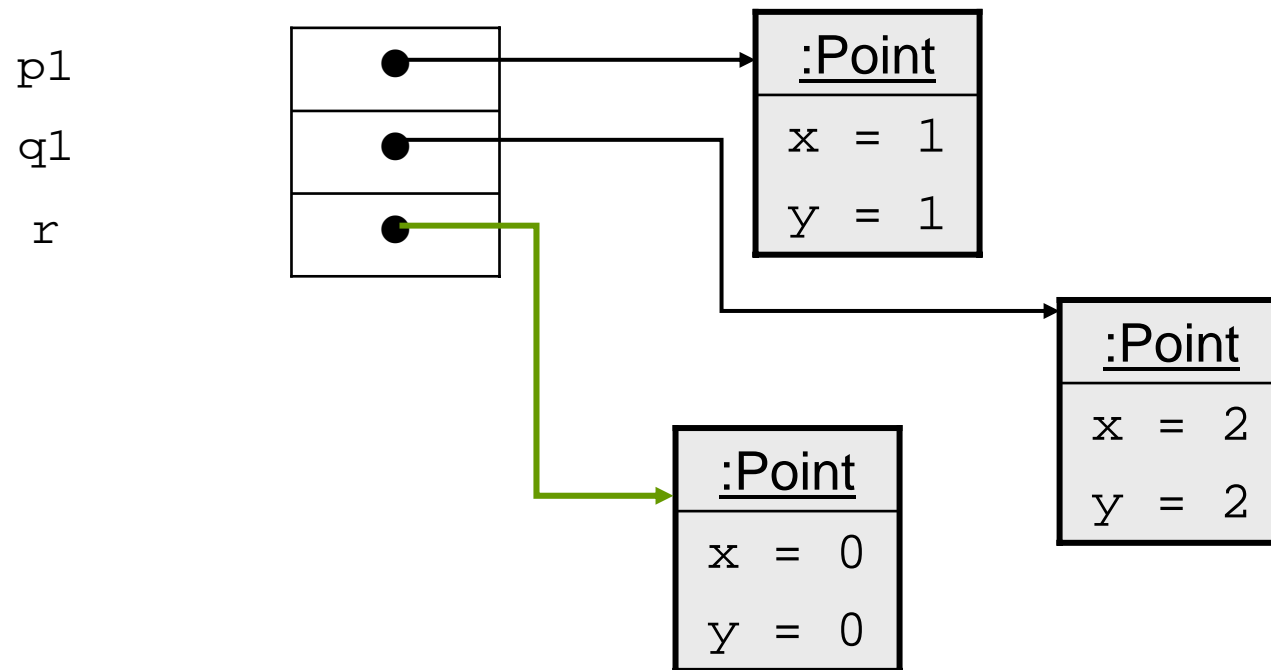 p1
q1
r
:Point
x = 1
y = 1
:Point
x = 2
y = 2
:Point
x = 0
y = 0